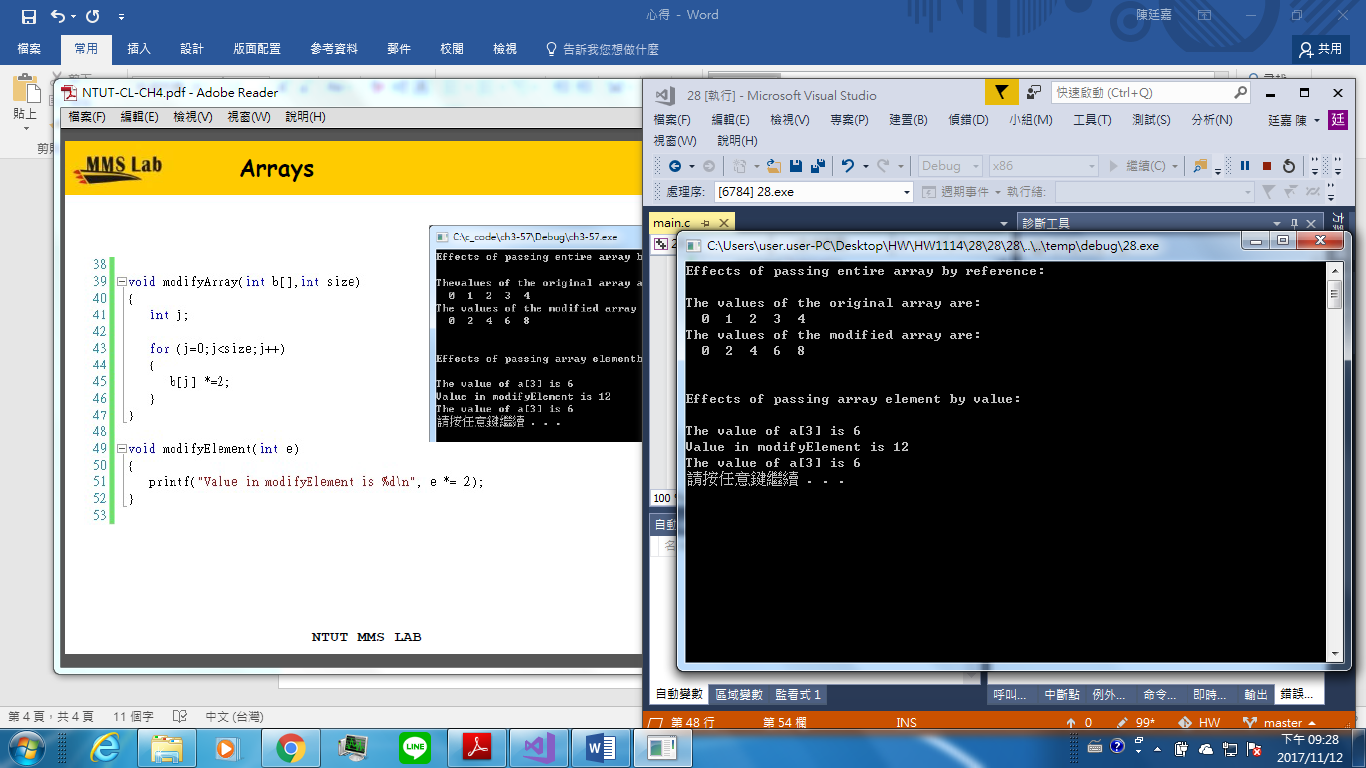 心得 - Word
陳廷嘉
檔案 常用 插入 設計 版面配置 參考資料 郵件 校閱 檢視 告訴我您想做什麼 共用
貼上
NTUT-CL-CH4.pdf - Adobe Reader
檔案(F) 編輯(E) 檢視(V) 視窗(W) 說明(H)
MMS Lab
Arrays
38
39 void modifyArray(int b[],int size)
40 {
41 int j;
42
43 for (j=0;j<size;j++)
44 {
45 b[j] *=2;
46 }
47 }
48
49 void modifyElement(int e)
50 {
51 printf("Value in modifyElement is %d\n", e *= 2);
52 }
53
C:\c_code\ch3-57\Debug\ch3-57.exe
Effects of passing entire array b
Thevalues of the original array a
0 1 2 3 4
The values of the modified array
0 2 4 6 8
Effects of passing array elementb
The value of a[3] is 6
Value in modifyElement is 12
The value of a[3] is 6
請按任意鍵繼續 . . .
NTUT MMS LAB
28 [執行] - Microsoft Visual Studio
快速啟動 (Ctrl+Q)
檔案(F) 編輯(E) 檢視(V) 專案(P) 建置(B) 偵錯(D) 小組(M) 工具(T) 測試(S) 分析(N) 廷嘉 陳 廷
視窗(W) 說明(H)
Debug x86 繼續(C)
處理序: [6784] 28.exe 週期事件 執行緒:
main.c
診斷工具
C:\Users\user.user-PC\Desktop\HW\HW1114\28\28\28\..\..\temp\debug\28.exe
Effects of passing entire array by reference:
The values of the original array are:
0 1 2 3 4
The values of the modified array are:
0 2 4 6 8
Effects of passing array element by value:
The value of a[3] is 6
Value in modifyElement is 12
The value of a[3] is 6
請按任意鍵繼續 . . .
100
自動
自動變數 區域變數 監看式 1
呼叫... 中斷點 例外... 命令... 即時... 輸出 錯誤...
第 48 行 第 54 欄 INS 0 99* HW master
第 4 頁，共 4 頁 11 個字 中文 (台灣)
LINE
下午 09:28
2017/11/12